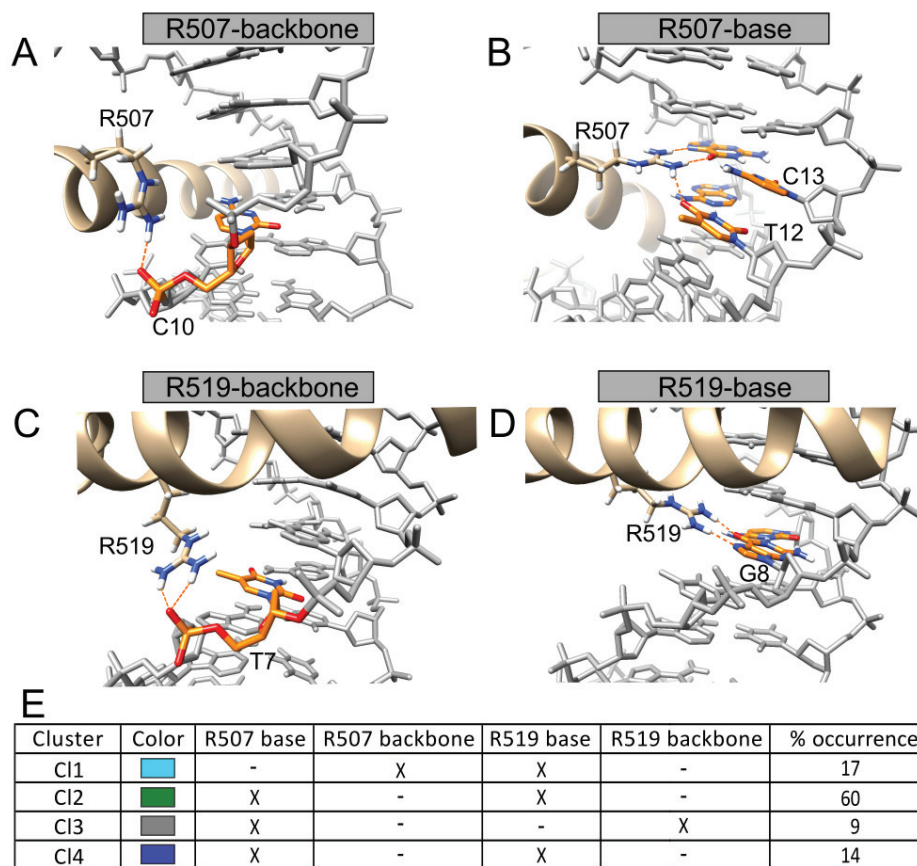 R507-backbone
R507-base
A
B
R507
R507
C13
T12
C10
R519-backbone
R519-base
C
D
R519
R519
G8
T7
E
Cluster Color R507 base R507 backbone R519 base R519 backbone % occurrence
Cl1 - X X - 17
Cl2 X - X - 60
Cl3 X - - X 9
Cl4 X - X - 14